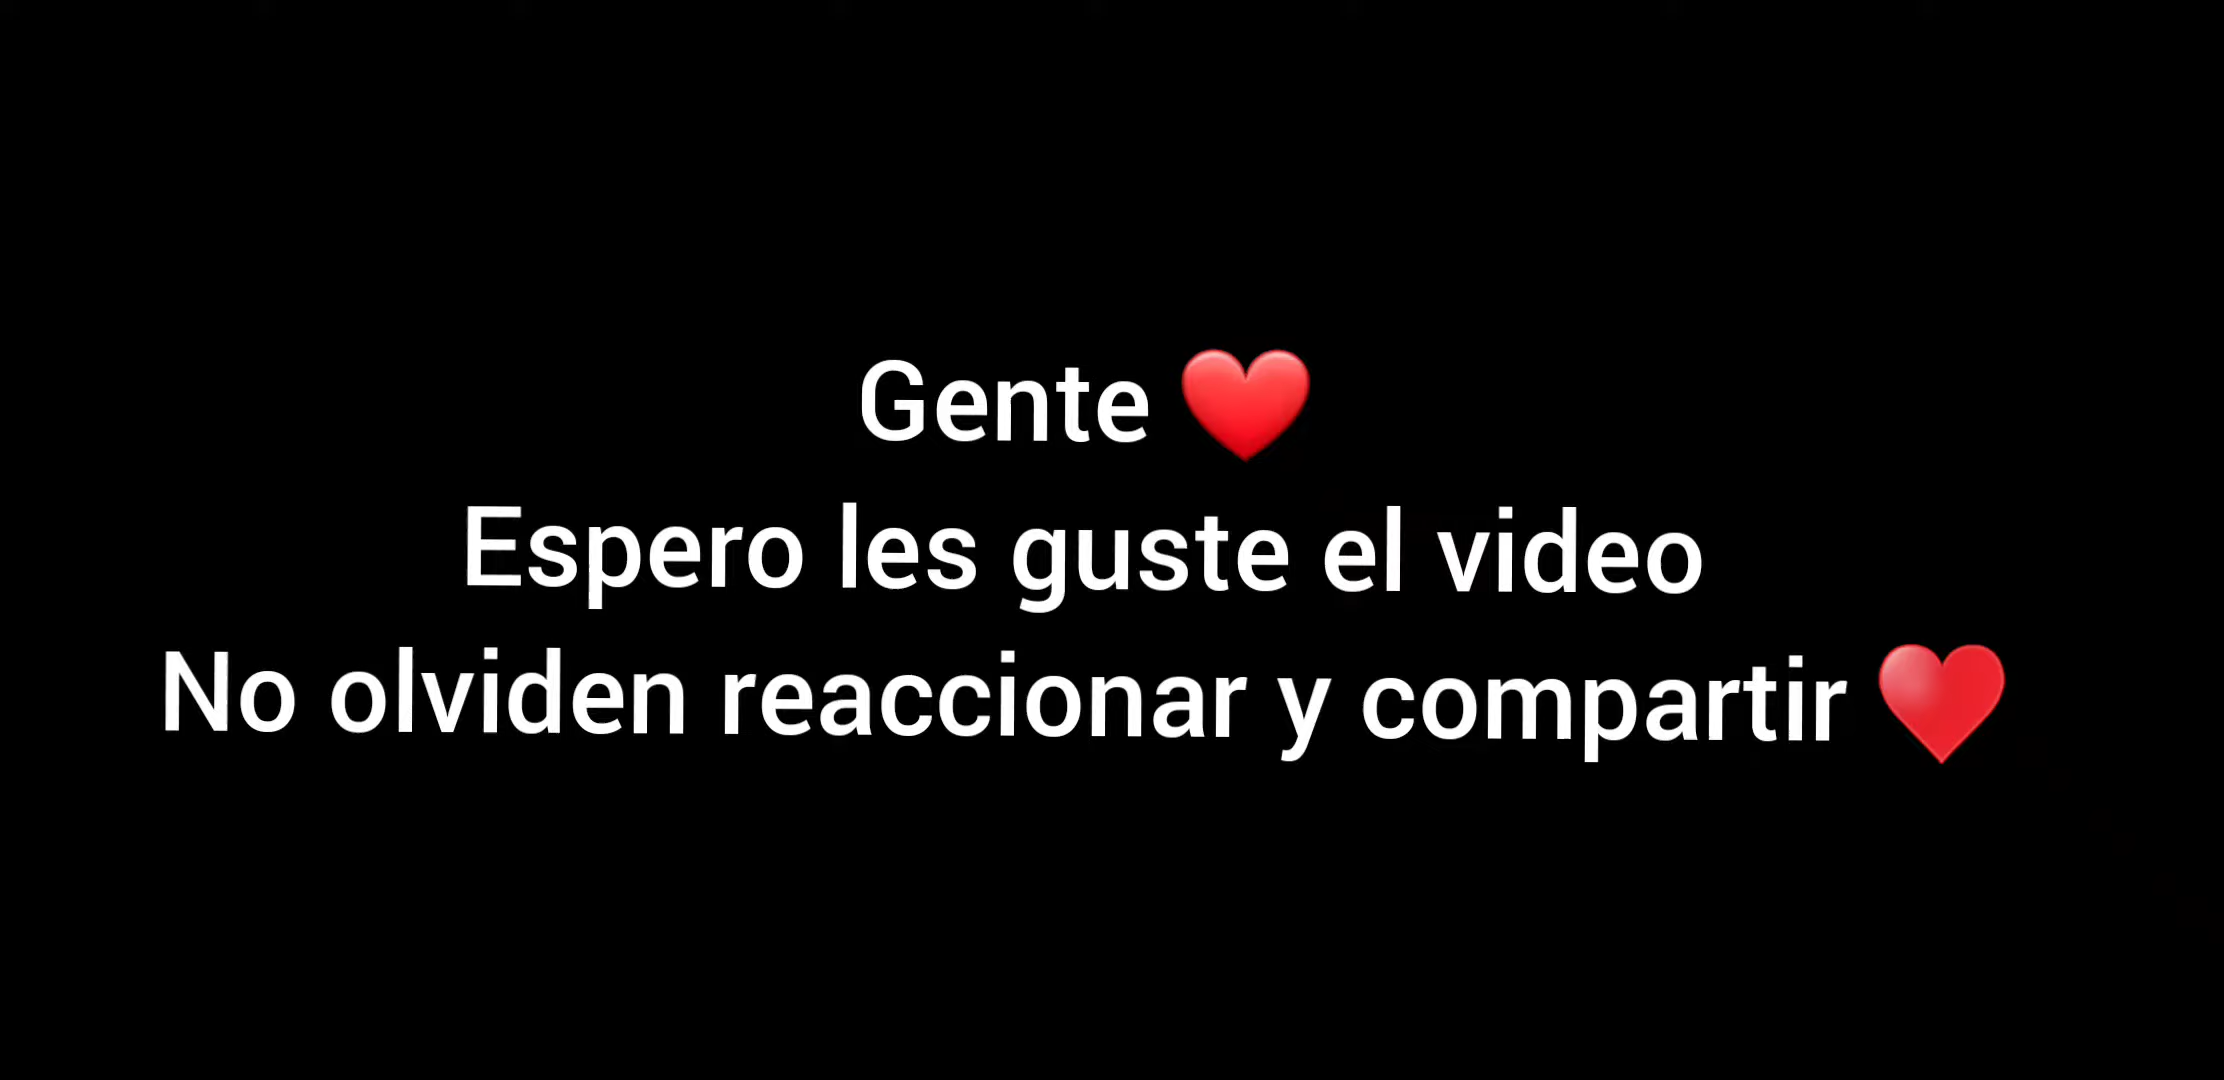 Gente ❤️
Espero les guste el video
No olviden reaccionar y compartir ♥️